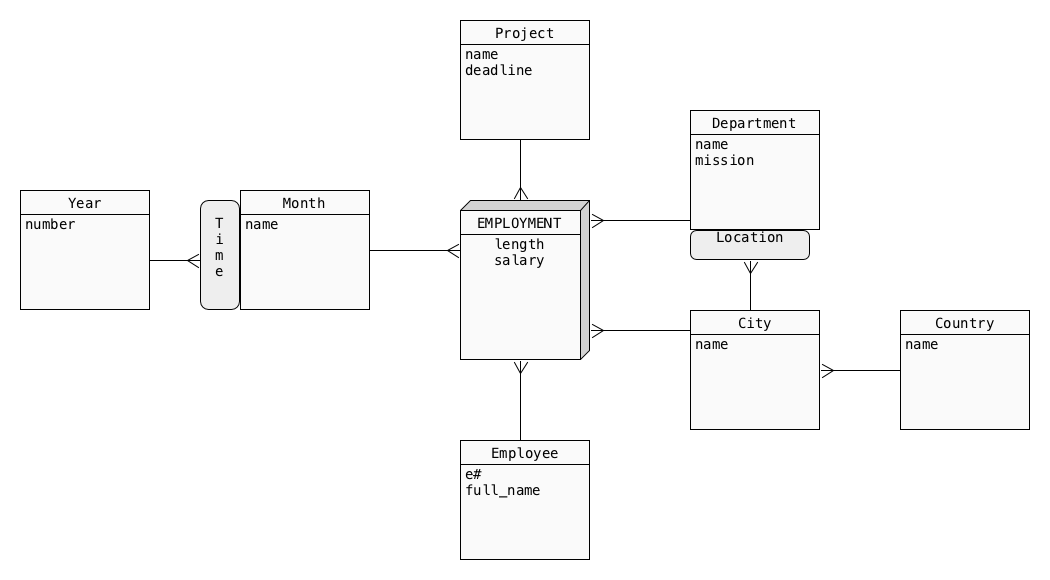 Project
name
deadline
Department
name
mission
Location
Year
number
T
i
m
e
Month
name
EMPLOYMENT
length
salary
City
name
Country
name
Employee
e#
full_name